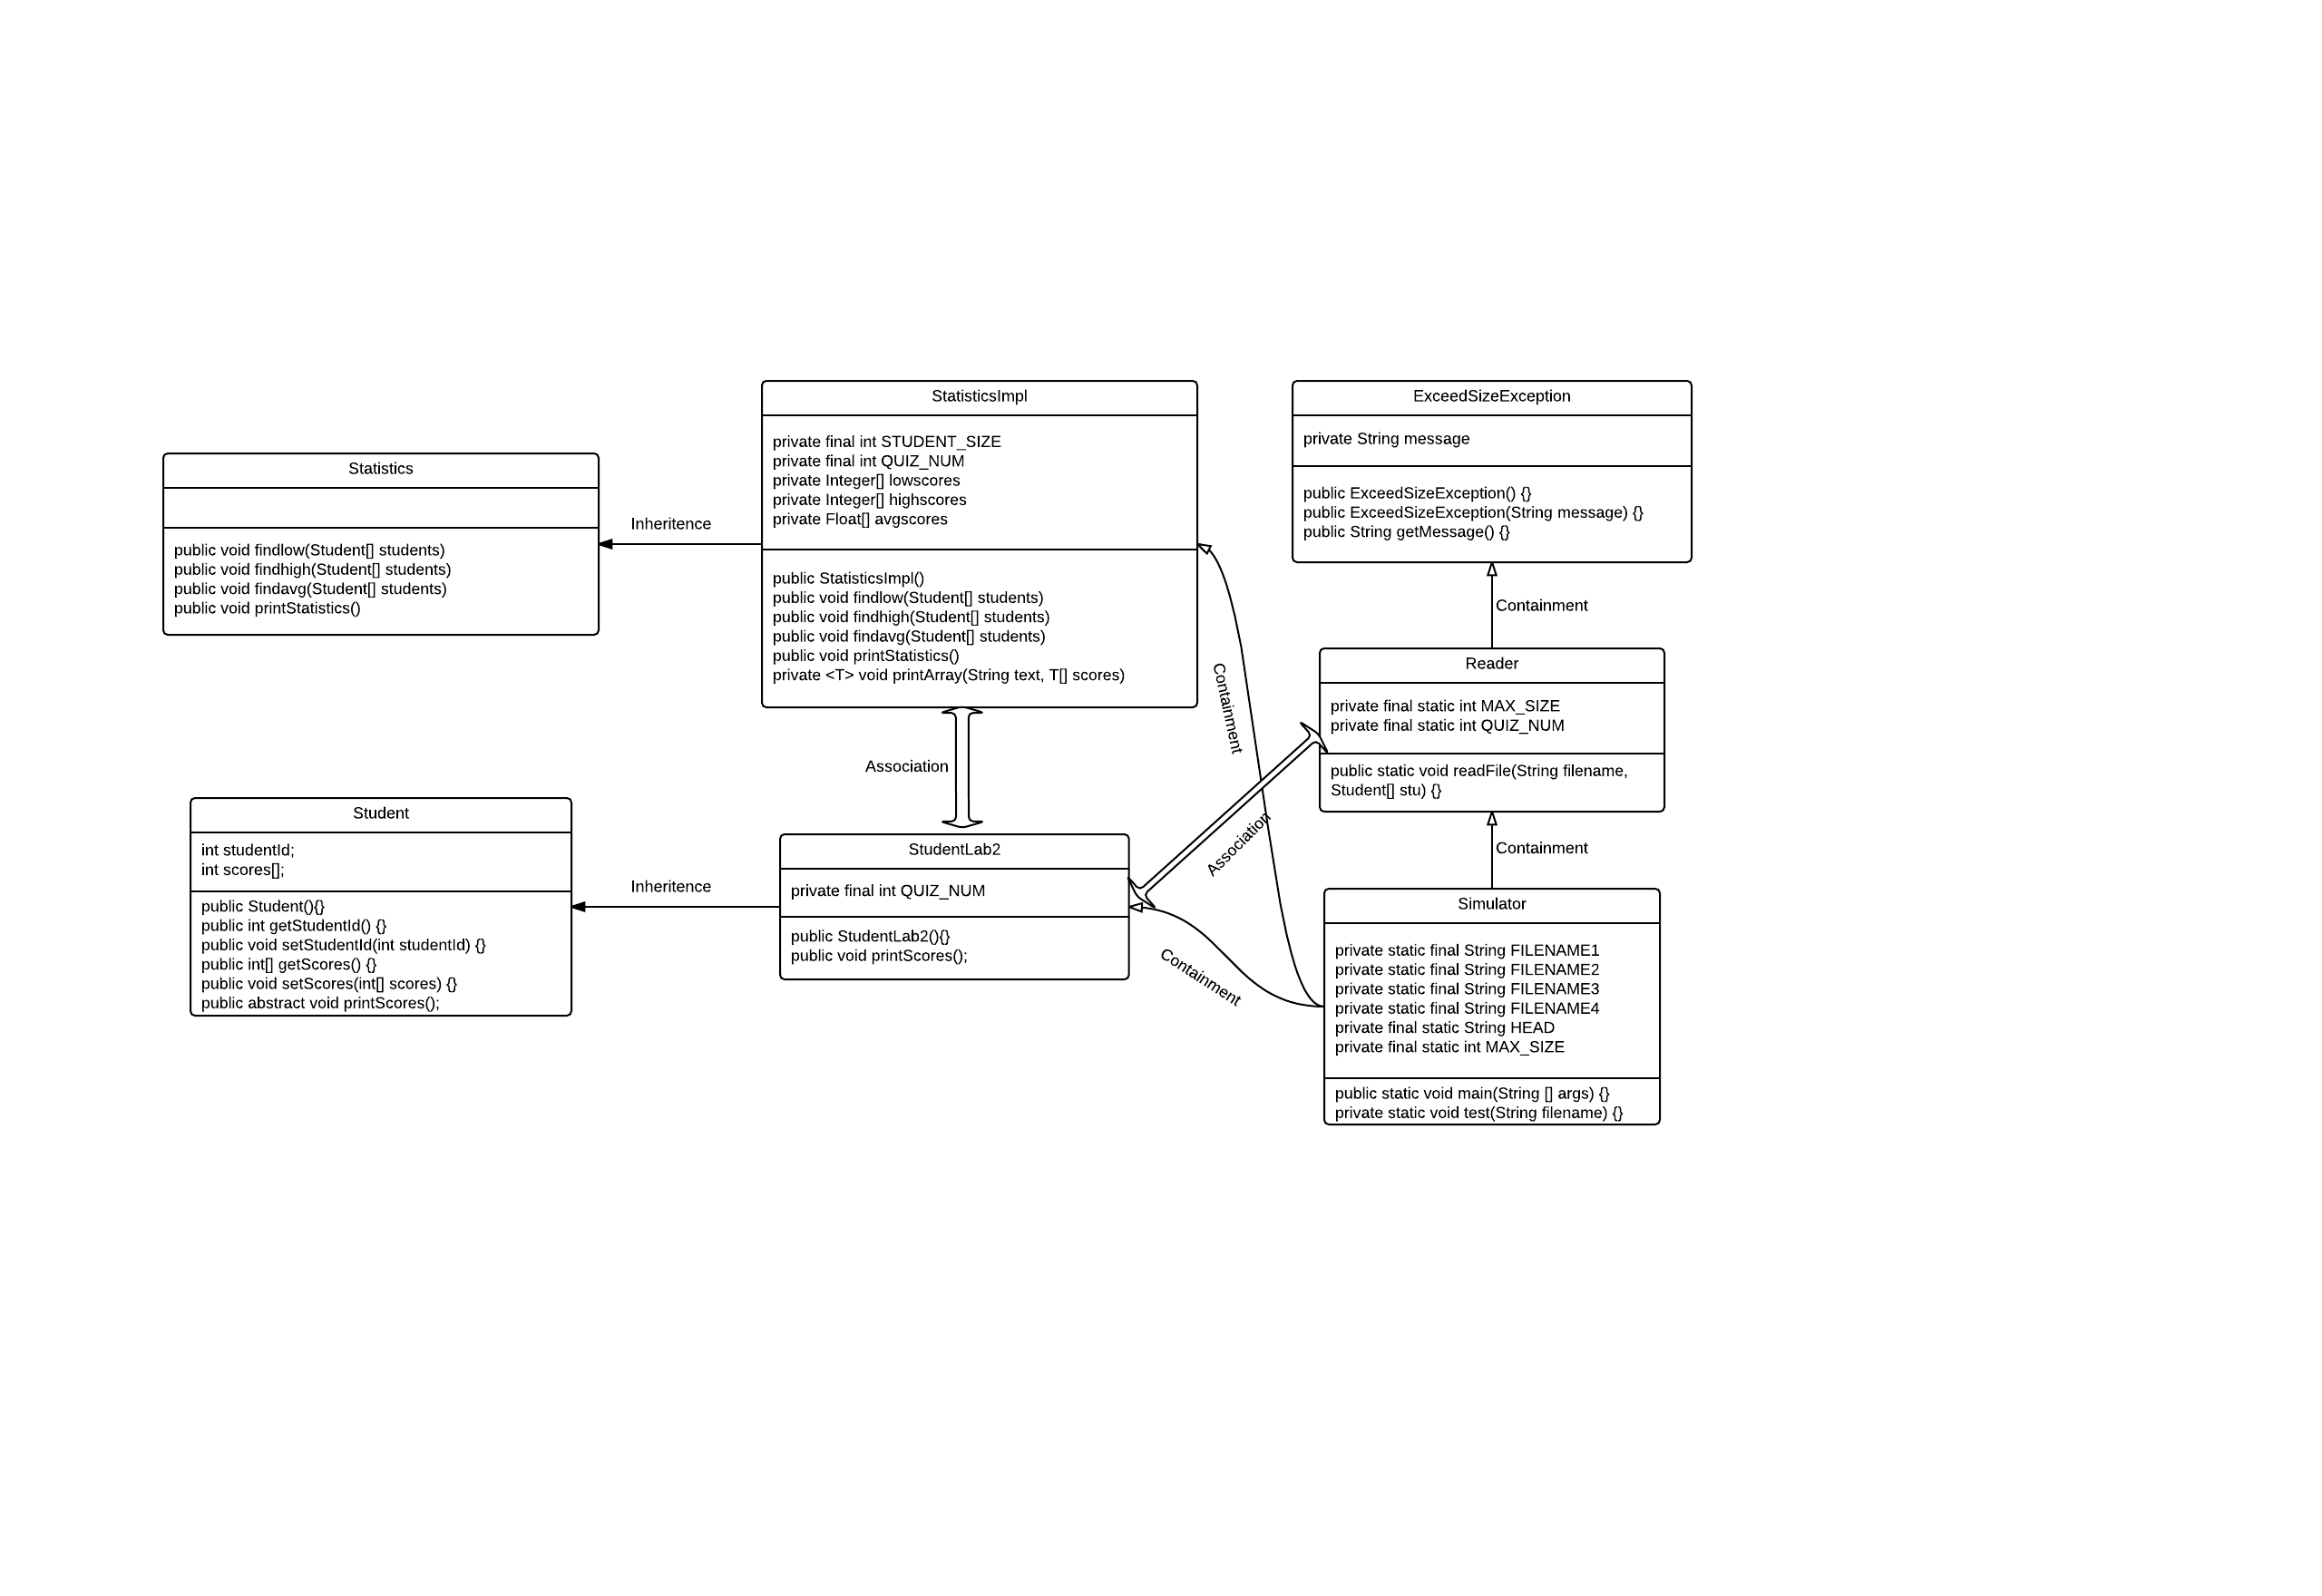 Statistics
public void findlow(Student[] students)
public void findhigh(Student[] students)
public void findavg(Student[] students)
public void printStatistics()
Inheritence
StatisticsImpl
private final int STUDENT_SIZE
private final int QUIZ_NUM
private Integer[] lowscores
private Integer[] highscores
private Float[] avgscores
public StatisticsImpl()
public void findlow(Student[] students)
public void findhigh(Student[] students)
public void findavg(Student[] students)
public void printStatistics()
private <T> void printArray(String text, T[] scores)
ExceedSizeException
private String message
public ExceedSizeException() {}
public ExceedSizeException(String message) {}
public String getMessage() {}
Containment
Containment
Reader
private final static int MAX_SIZE
private final static int QUIZ_NUM
public static void readFile(String filename,
Student[] stu) {}
Association
Association
Containment
Student
int studentId;
int scores[];
public Student(){}
public int getStudentId() {}
public void setStudentId(int studentId) {}
public int[] getScores() {}
public void setScores(int[] scores) {}
public abstract void printScores();
Inheritence
StudentLab2
private final int QUIZ_NUM
public StudentLab2(){}
public void printScores();
Containment
Simulator
private static final String FILENAME1
private static final String FILENAME2
private static final String FILENAME3
private static final String FILENAME4
private final static String HEAD
private final static int MAX_SIZE
public static void main(String [] args) {}
private static void test(String filename) {}